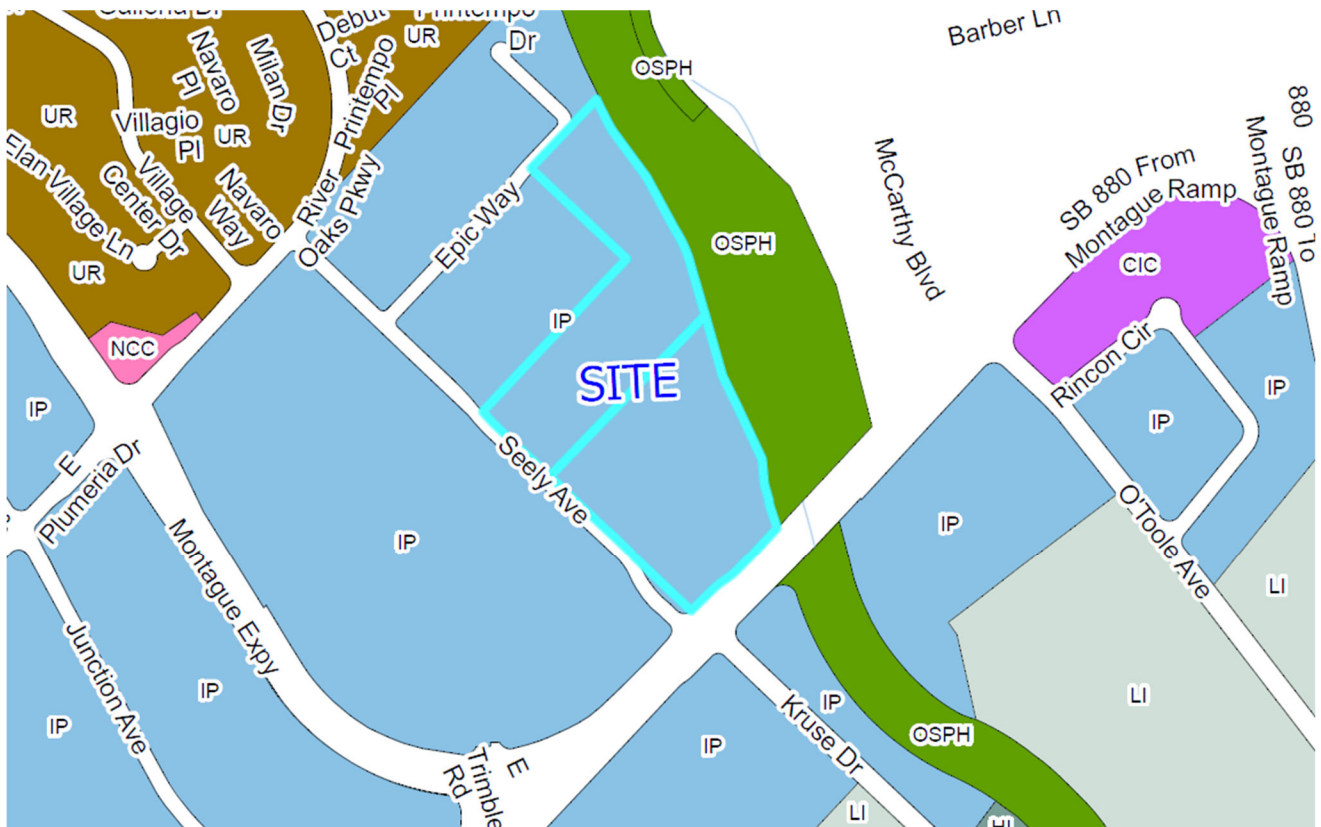 Dr
Barber Ln
Debut
Ct
UR
OSPH
Navaro
Pl
Milan Dr
Printempo
Pl
UR
Villagio
Pl
UR
880
SB 880 To
Montague Ramp
SB 880 From
Montague Ramp
McCarthy Blvd
Elan Village Ln
Village
Center Dr
Navaro
Way
River
Oaks Pkwy
Epic Way
OSPH
CIC
UR
IP
NCC
Rincon Cir
SITE
IP
IP
IP
E
Plumeria Dr
Seely Ave
O'Toole Ave
Montague Expy
IP
IP
LI
Junction Ave
IP
IP
LI
Kruse Dr
IP
OSPH
IP
E
Trimble
Rd
LI
HI